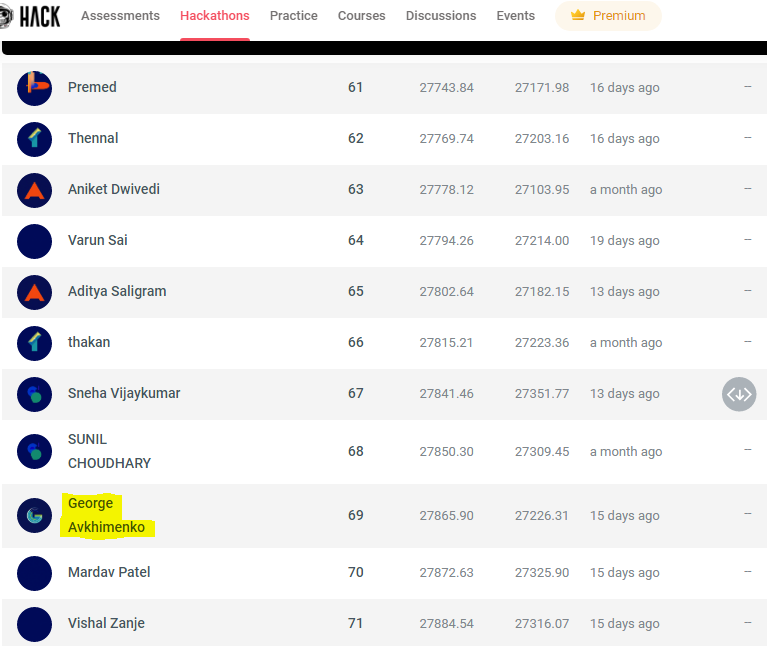 HACK Assessments Hackathons Practice Courses Discussions Events Premium
Premed 61 27743.84 27171.98 16 days ago --
Thennal 62 27769.74 27203.16 16 days ago --
Aniket Dwivedi 63 27778.12 27103.95 a month ago --
Varun Sai 64 27794.26 27214.00 19 days ago --
Aditya Saligram 65 27802.64 27182.15 13 days ago --
thakan 66 27815.21 27223.36 a month ago --
Sneha Vijaykumar 67 27841.46 27351.77 13 days ago
SUNIL
CHOUDHARY 68 27850.30 27309.45 a month ago --
George
Avkhimenko 69 27865.90 27226.31 15 days ago --
Mardav Patel 70 27872.63 27325.90 15 days ago --
Vishal Zanje 71 27884.54 27316.07 15 days ago --